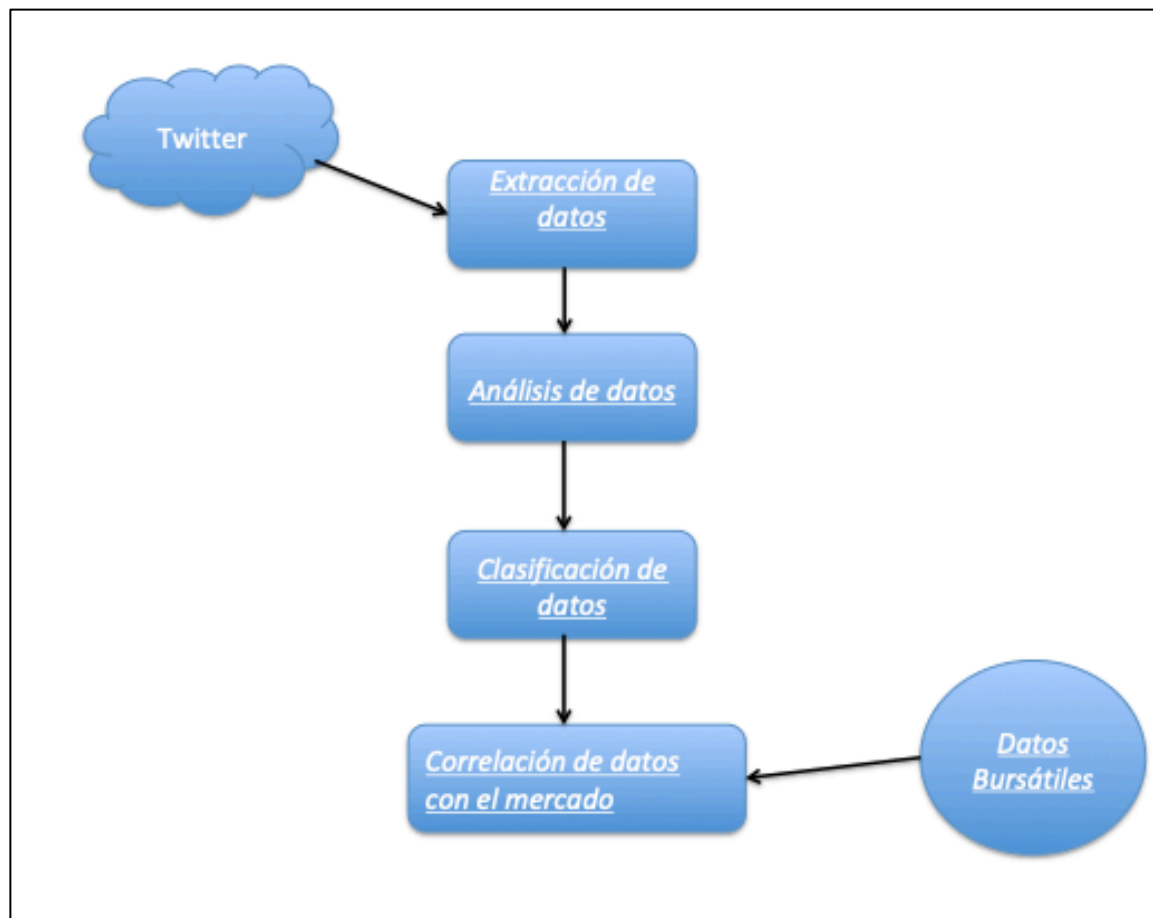 Twitter
Extracción de
datos
Análisis de datos
Clasificación de
datos
Correlación de datos
con el mercado
Datos
Bursátiles